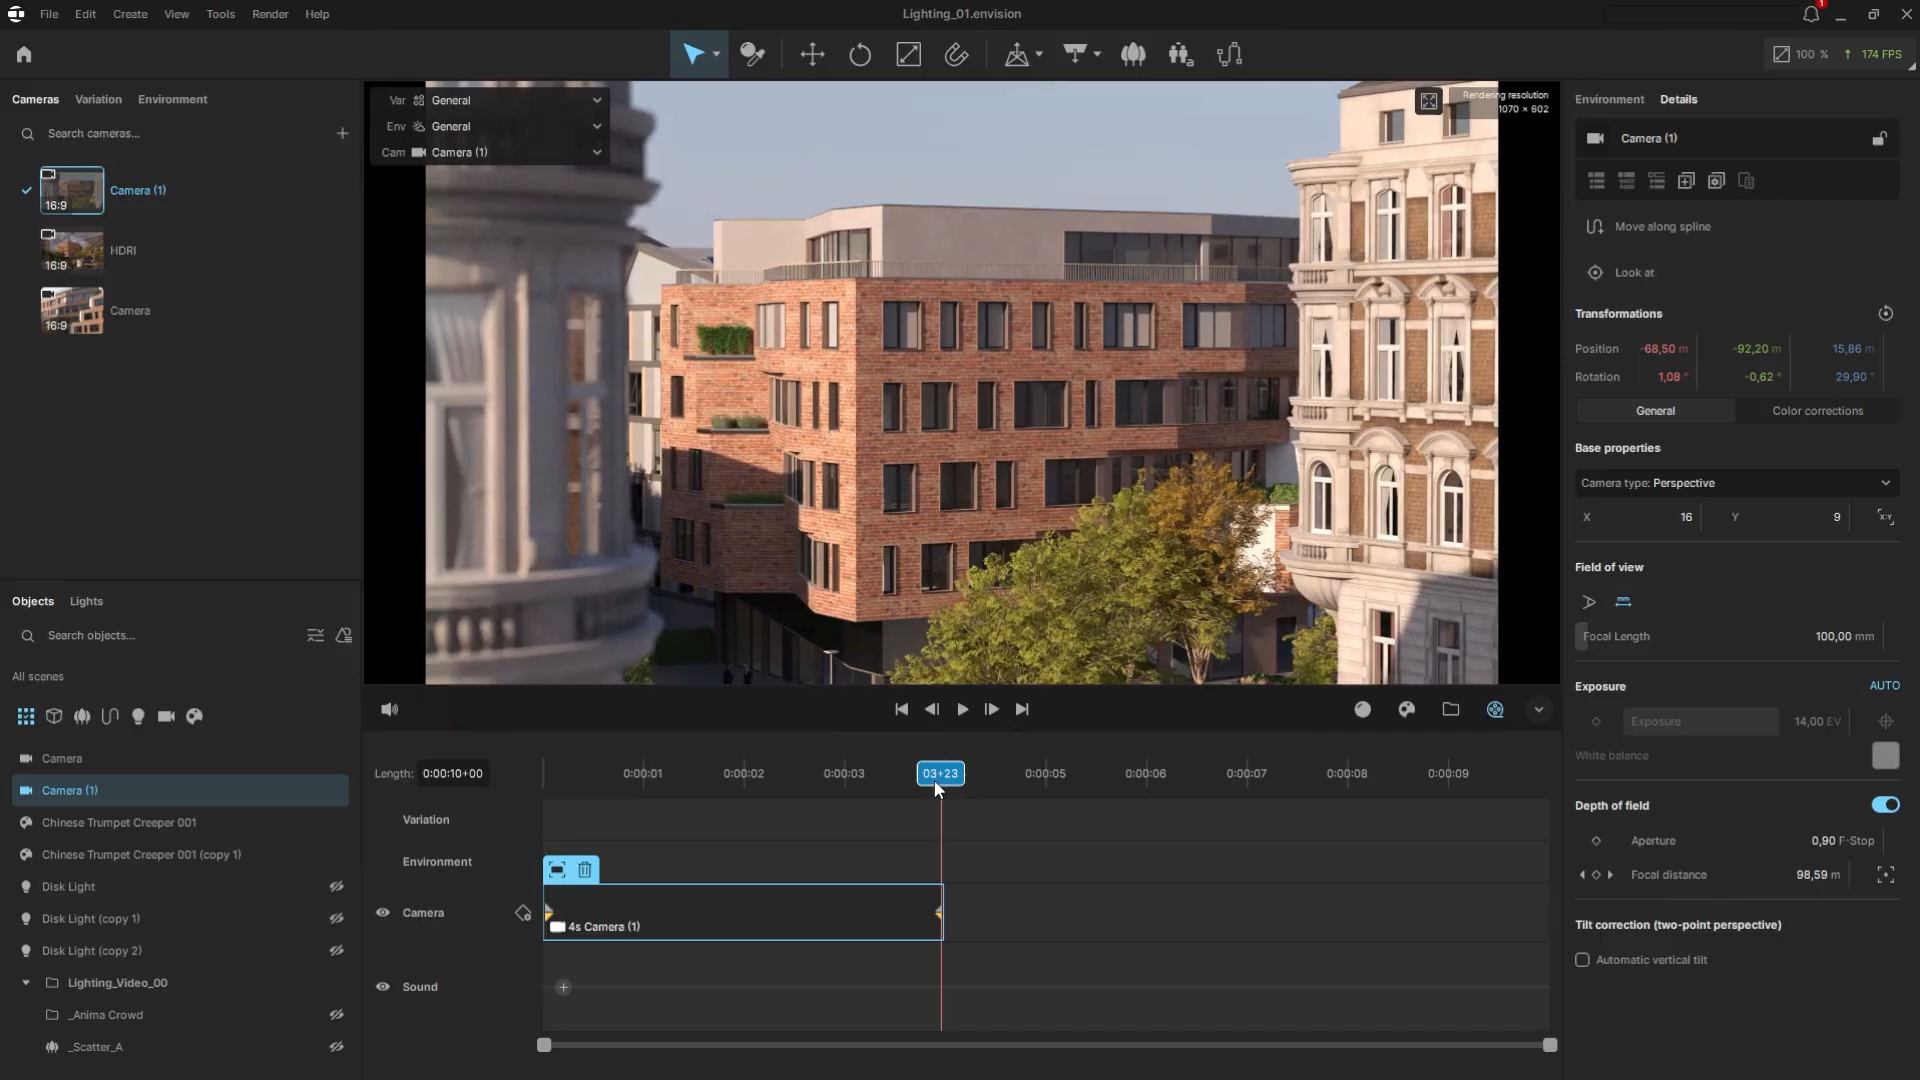 File Edit Create View Tools Render Help
Lighting_01.envision
1
100 % ↑ 174 FPS
Cameras Variation Environment
Search cameras...
16:9 Camera (1)
16:9 HDRI
16:9 Camera
Var General
Env General
Cam Camera (1)
Rendering resolution
1070 × 602
Objects Lights
Search objects...
All scenes
Camera
Camera (1)
Chinese Trumpet Creeper 001
Chinese Trumpet Creeper 001 (copy 1)
Disk Light
Disk Light (copy 1)
Disk Light (copy 2)
Lighting_Video_00
_Anima Crowd
_Scatter_A
Length: 0:00:10+00
0:00:01 0:00:02 0:00:03 03+23 0:00:05 0:00:06 0:00:07 0:00:08 0:00:09
Variation
Environment
Camera
4s Camera (1)
Sound
Environment Details
Camera (1)
Move along spline
Look at
Transformations
Position -68,50 m -92,20 m 15,86 m
Rotation 1,08 ° -0,62 ° 29,90 °
General Color corrections
Base properties
Camera type: Perspective
X 16 Y 9
Field of view
Focal Length 100,00 mm
Exposure AUTO
Exposure 14,00 EV
White balance
Depth of field
Aperture 0,90 F-Stop
Focal distance 98,59 m
Tilt correction (two-point perspective)
Automatic vertical tilt